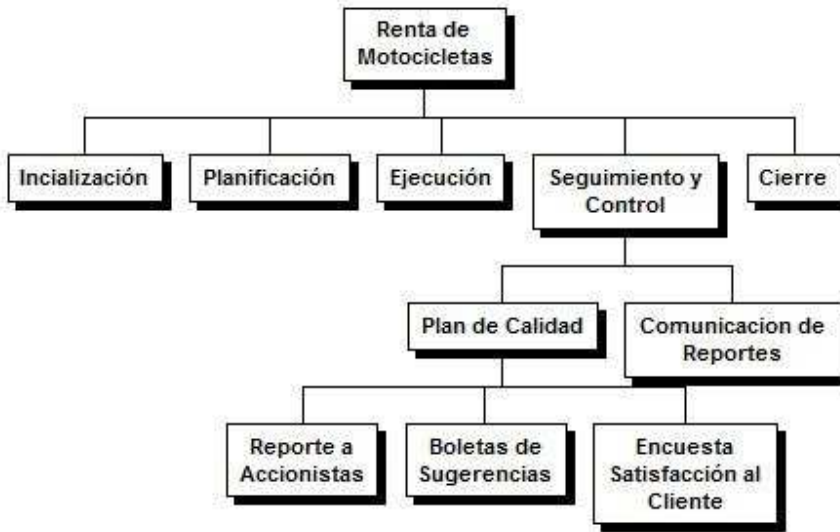 Renta de
Motocicletas
Incialización
Planificación
Ejecución
Seguimiento y
Control
Cierre
Plan de Calidad
Comunicacion de
Reportes
Reporte a
Accionistas
Boletas de
Sugerencias
Encuesta
Satisfacción al
Cliente